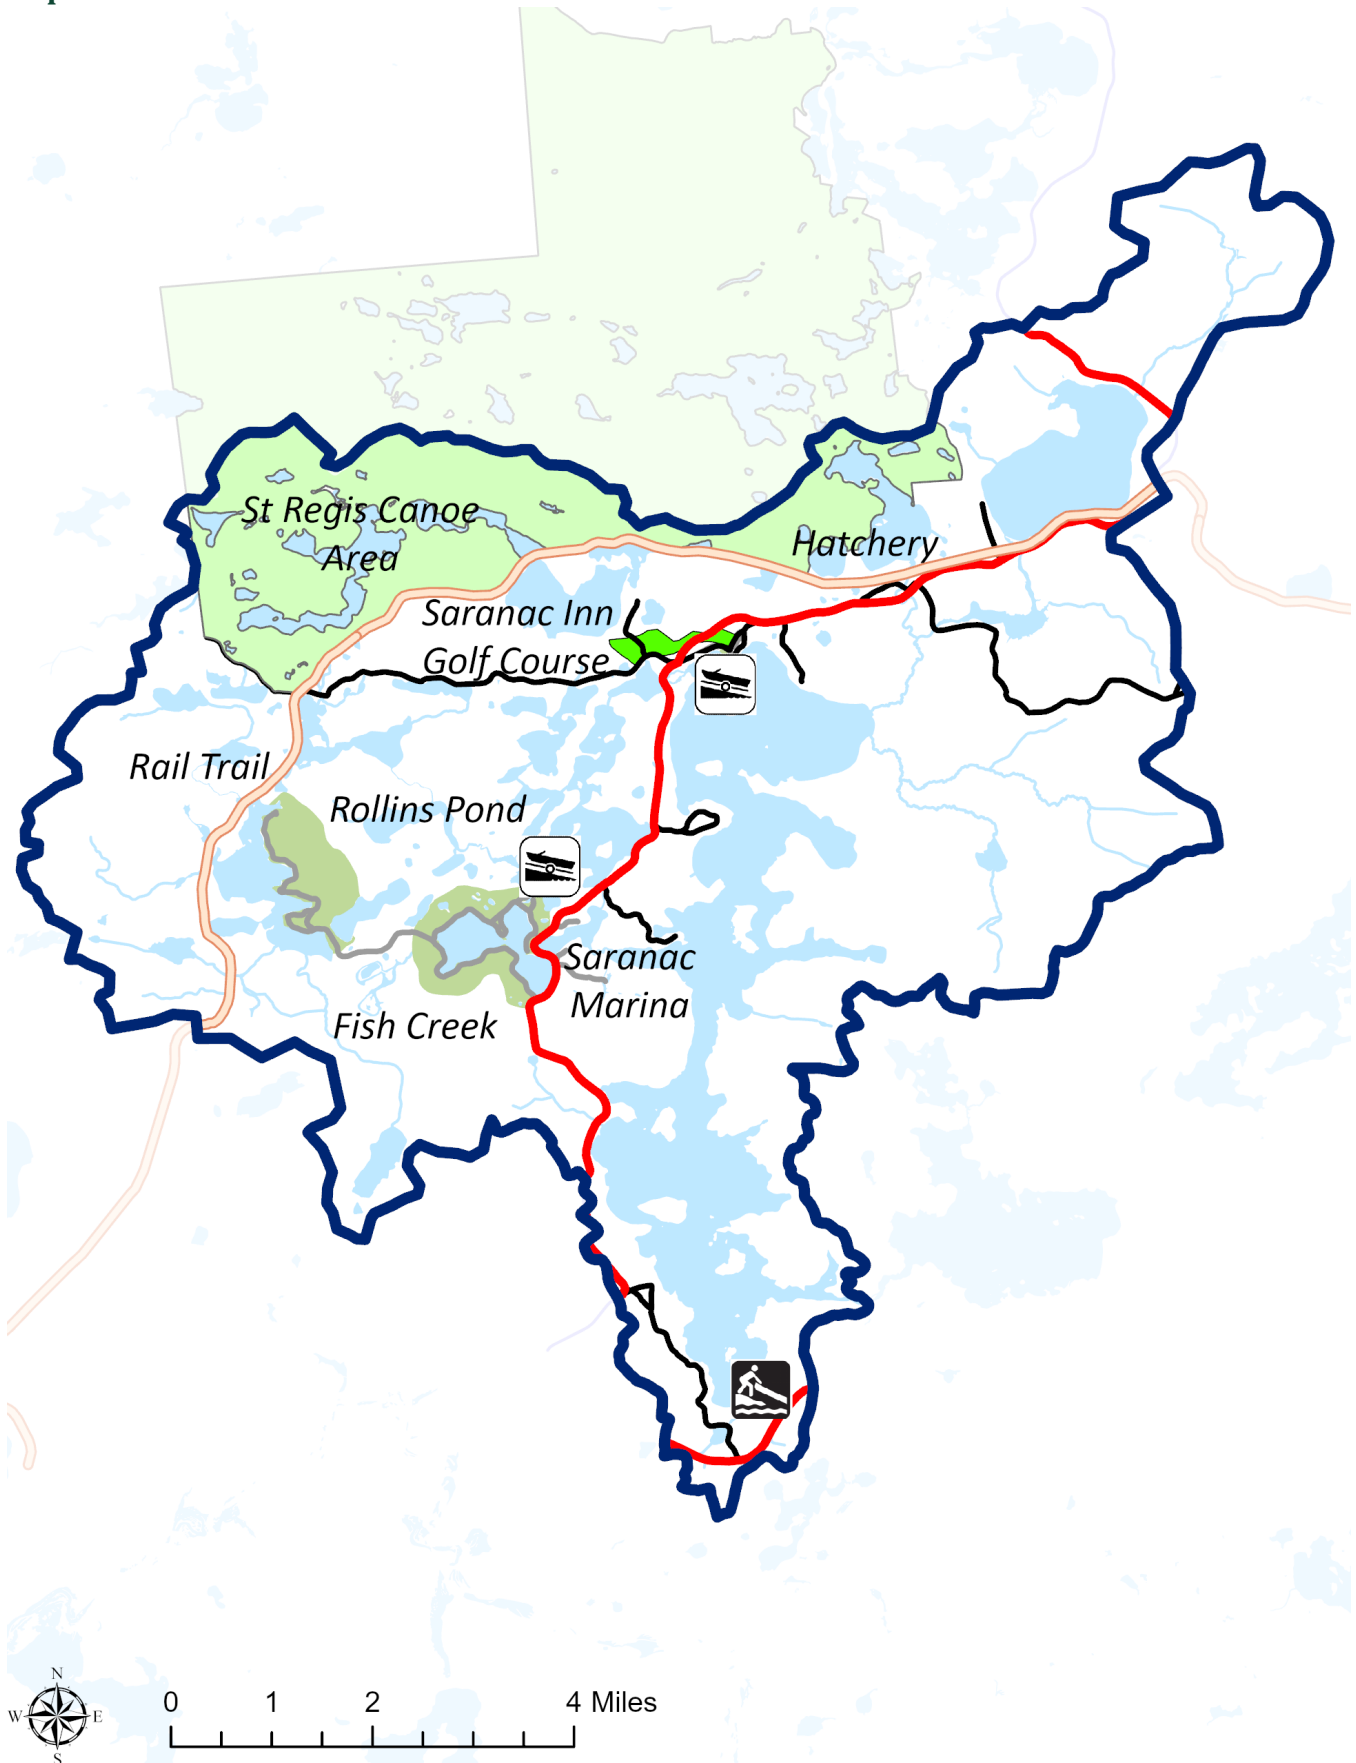 St Regis Canoe
Area
Hatchery
Saranac Inn
Golf Course
Rail Trail
Rollins Pond
Saranac
Marina
Fish Creek
N
W E
S
0 1 2 4 Miles